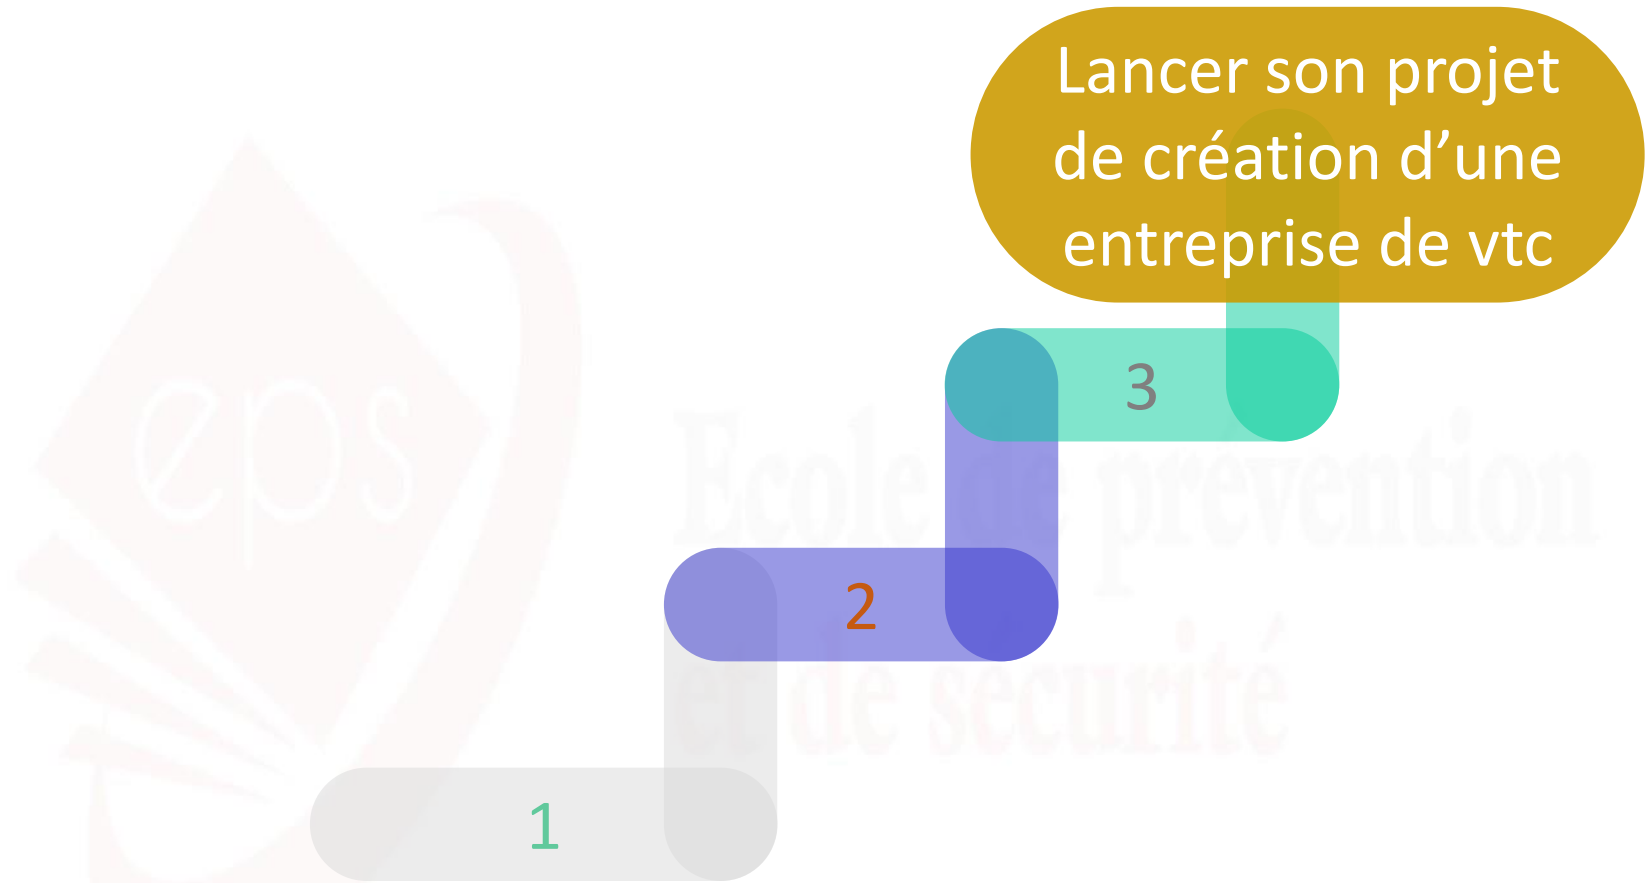 Lancer son projet
de création d’une
entreprise de vtc
3
eps
Ecole de prévention
2
et de sécurité
1